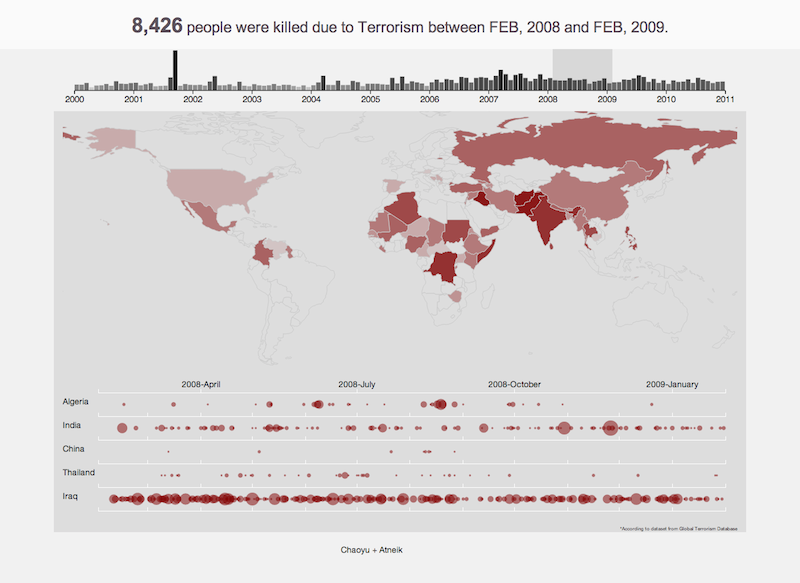 8,426 people were killed due to Terrorism between FEB, 2008 and FEB, 2009.
2000 2001 2002 2003 2004 2005 2006 2007 2008 2009 2010 2011
2008-April 2008-July 2008-October 2009-January
Algeria
India
China
Thailand
Iraq
*According to dataset from Global Terrorism Database
Chaoyu + Atneik